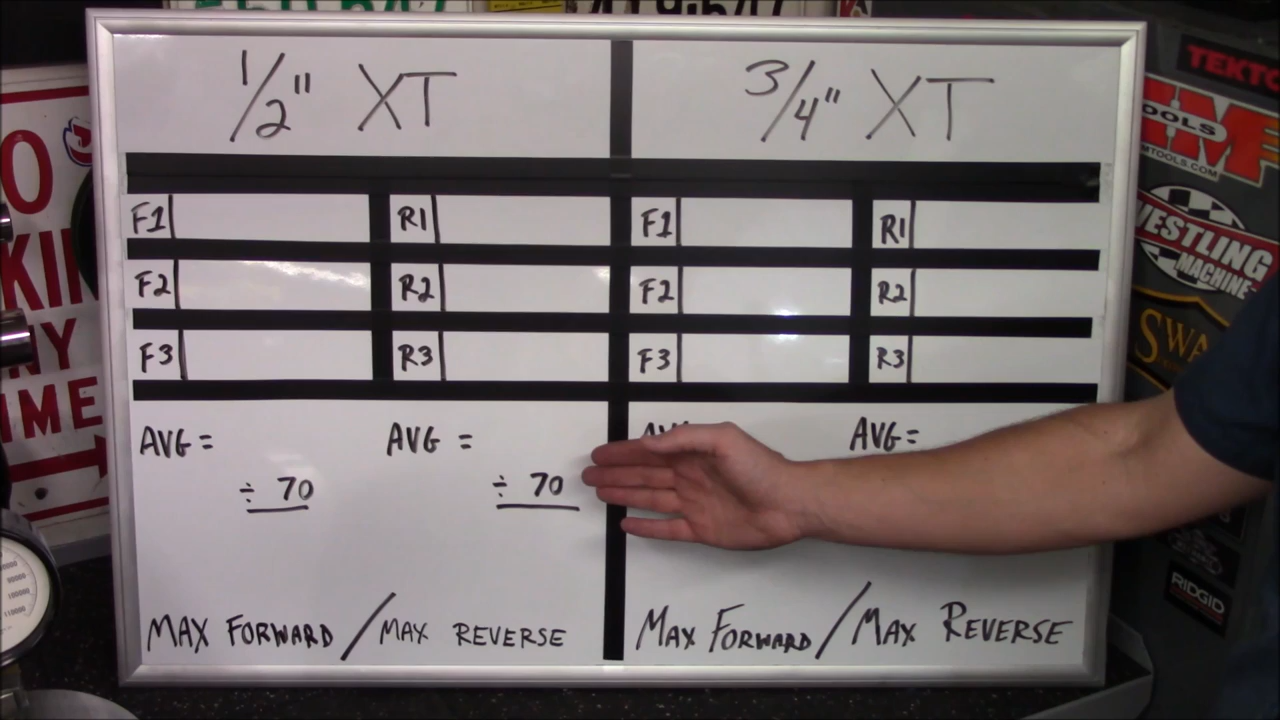 1/2" XT
3/4" XT
F1
R1
F1
R1
F2
R2
F2
R2
F3
R3
F3
R3
AVG =
AVG =
AVG=
÷ 70
÷ 70
MAX FORWARD / MAX REVERSE
MAX FORWARD / MAX REVERSE
TOOLS
WESTLING
MACHINE
RIDGID